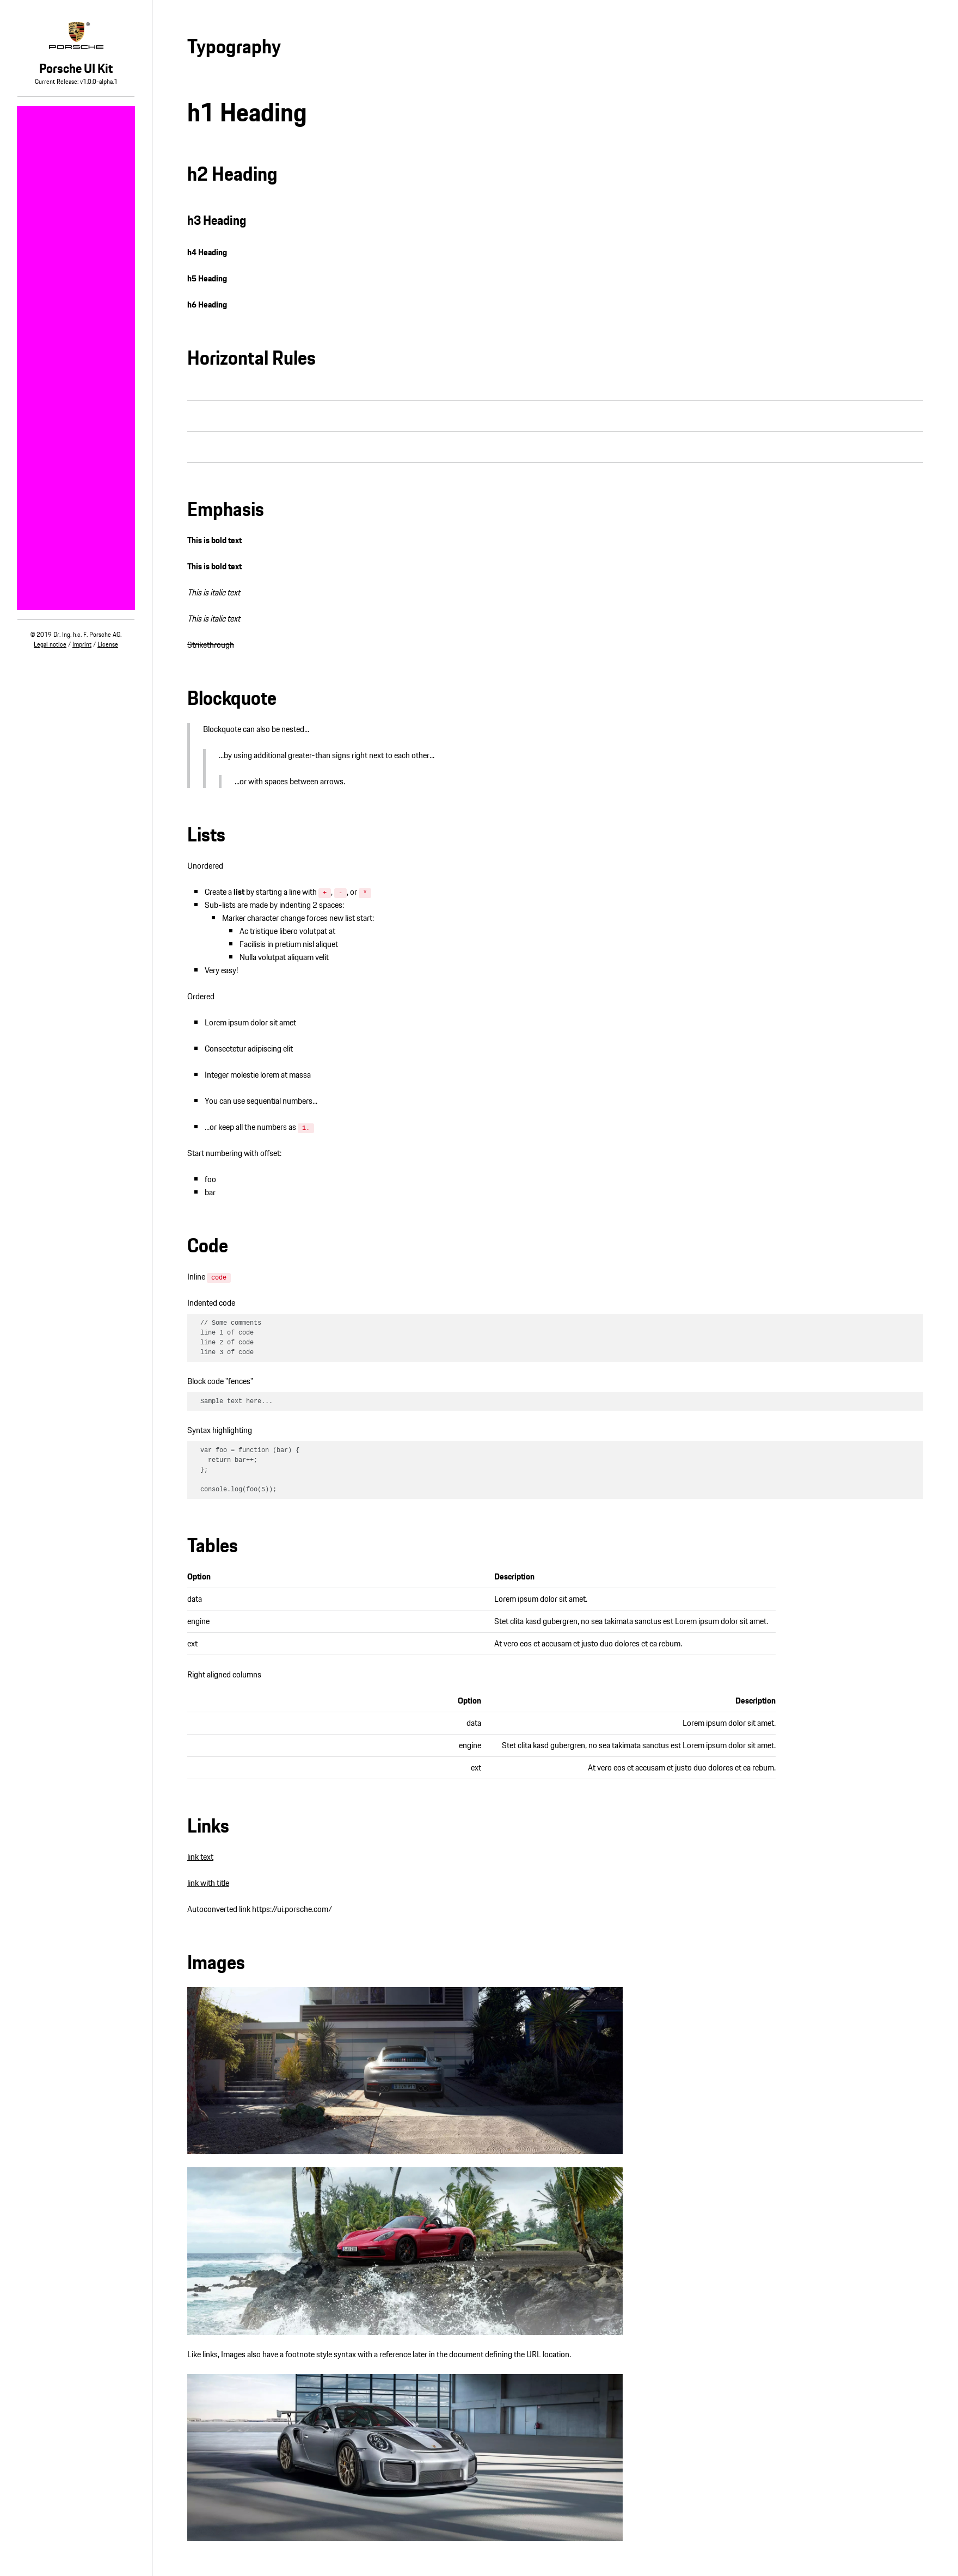 PORSCHE
Porsche UI Kit
Current Release: v1.0.0-alpha.1
© 2019 Dr. Ing. h.c. F. Porsche AG.
Legal notice / Imprint / License
Typography
h1 Heading
h2 Heading
h3 Heading
h4 Heading
h5 Heading
h6 Heading
Horizontal Rules
Emphasis
This is bold text
This is bold text
This is italic text
This is italic text
Strikethrough
Blockquote
Blockquote can also be nested...
...by using additional greater-than signs right next to each other...
...or with spaces between arrows.
Lists
Unordered
Create a list by starting a line with +, -, or *
Sub-lists are made by indenting 2 spaces:
Marker character change forces new list start:
Ac tristique libero volutpat at
Facilisis in pretium nisl aliquet
Nulla volutpat aliquam velit
Very easy!
Ordered
Lorem ipsum dolor sit amet
Consectetur adipiscing elit
Integer molestie lorem at massa
You can use sequential numbers...
...or keep all the numbers as 1.
Start numbering with offset:
foo
bar
Code
Inline code
Indented code
// Some comments
line 1 of code
line 2 of code
line 3 of code
Block code "fences"
Sample text here...
Syntax highlighting
var foo = function (bar) {
  return bar++;
};
console.log(foo(5));
Tables
Option Description
data Lorem ipsum dolor sit amet.
engine Stet clita kasd gubergren, no sea takimata sanctus est Lorem ipsum dolor sit amet.
ext At vero eos et accusam et justo duo dolores et ea rebum.
Right aligned columns
Option Description
data Lorem ipsum dolor sit amet.
engine Stet clita kasd gubergren, no sea takimata sanctus est Lorem ipsum dolor sit amet.
ext At vero eos et accusam et justo duo dolores et ea rebum.
Links
link text
link with title
Autoconverted link https://ui.porsche.com/
Images
Like links, Images also have a footnote style syntax with a reference later in the document defining the URL location.